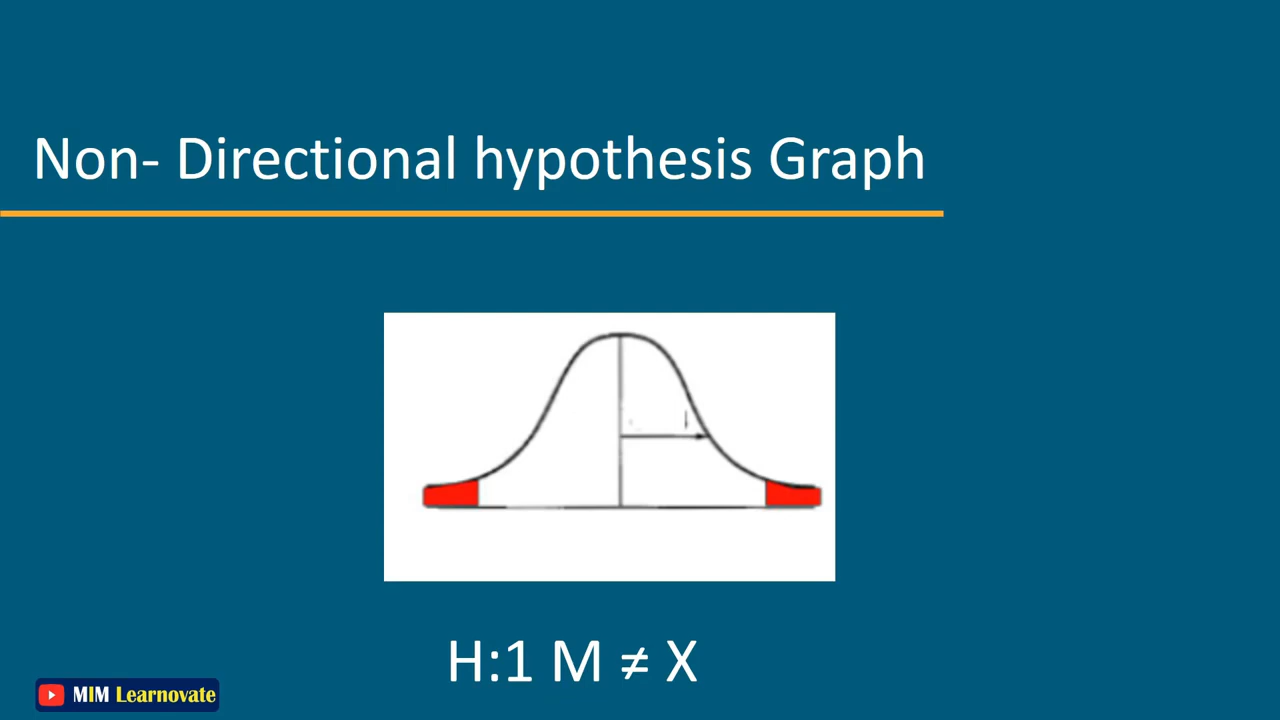 Non- Directional hypothesis Graph
H:1 M ≠ X
MIM Learnovate